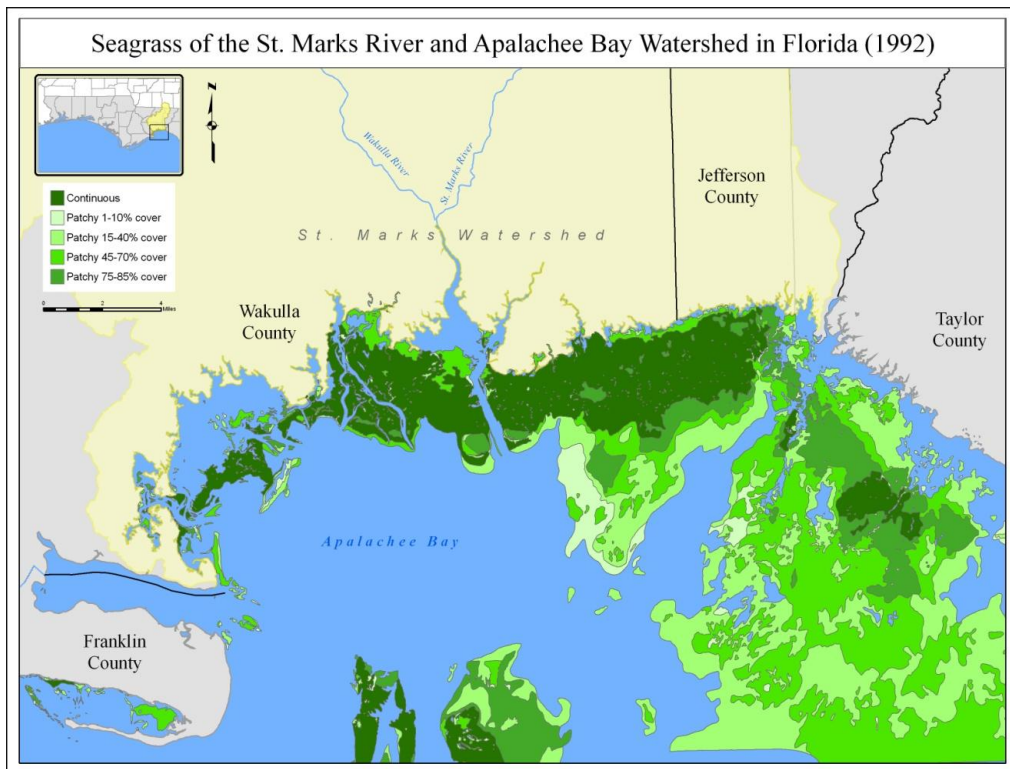 Seagrass of the St. Marks River and Apalachee Bay Watershed in Florida (1992)
N
Continuous
Patchy 1-10% cover
Patchy 15-40% cover
Patchy 45-70% cover
Patchy 75-85% cover
0 2 4
Miles
Wakulla River
St. Marks River
St. Marks Watershed
Jefferson
County
Wakulla
County
Taylor
County
Apalachee Bay
Franklin
County